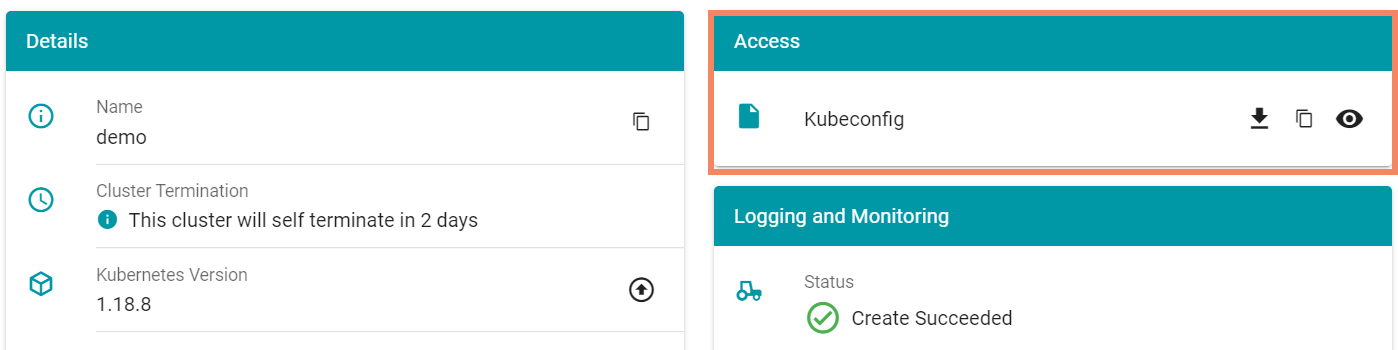 Details
Name
demo
Cluster Termination
This cluster will self terminate in 2 days
Kubernetes Version
1.18.8
Access
Kubeconfig
Logging and Monitoring
Status
Create Succeeded